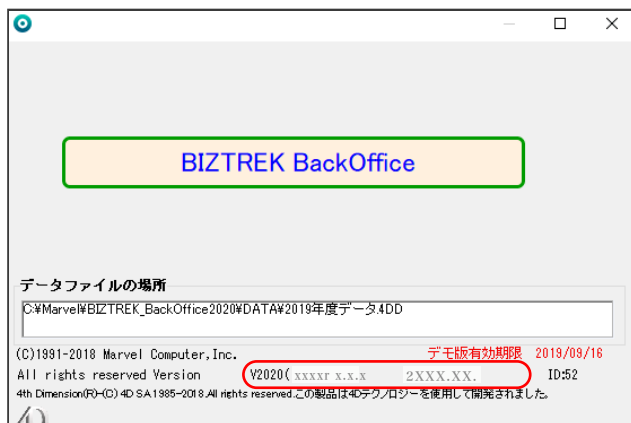 BIZTREK BackOffice
データファイルの場所
C:¥Marvel¥BIZTREK_BackOffice2020¥DATA¥2019年度データ.4DD
(C)1991-2018 Marvel Computer,Inc. デモ版有効期限 2019/09/16
All rights reserved Version V2020( xxxxr x.x.x 2XXX.XX. ID:52
4th Dimension(R)-(C) 4D SA 1985-2018.All rights reserved.この製品は4Dテクノロジーを使用して開発されました。
4D